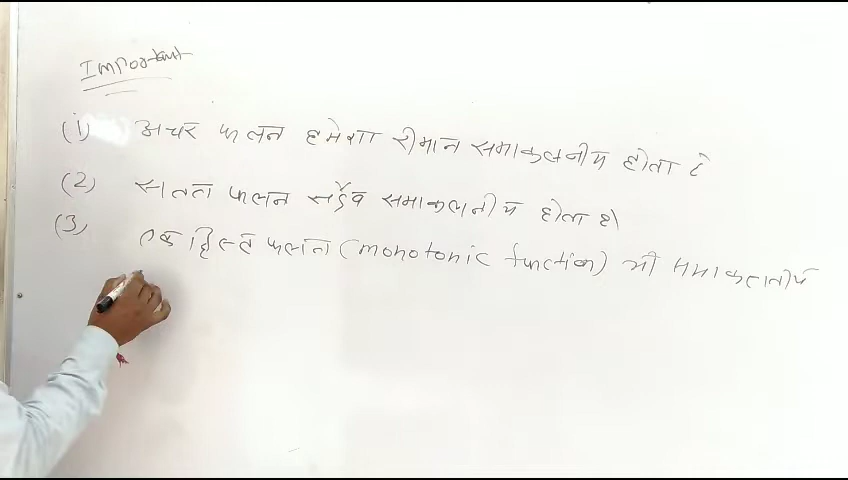 Important
(1) अचर फलन हमेशा रीमान समाकलनीय होता है
(2) सतत फलन सदैव समाकलनीय होता है।
(3) एकदिष्ट फलन (monotonic function) भी समाकलनीय